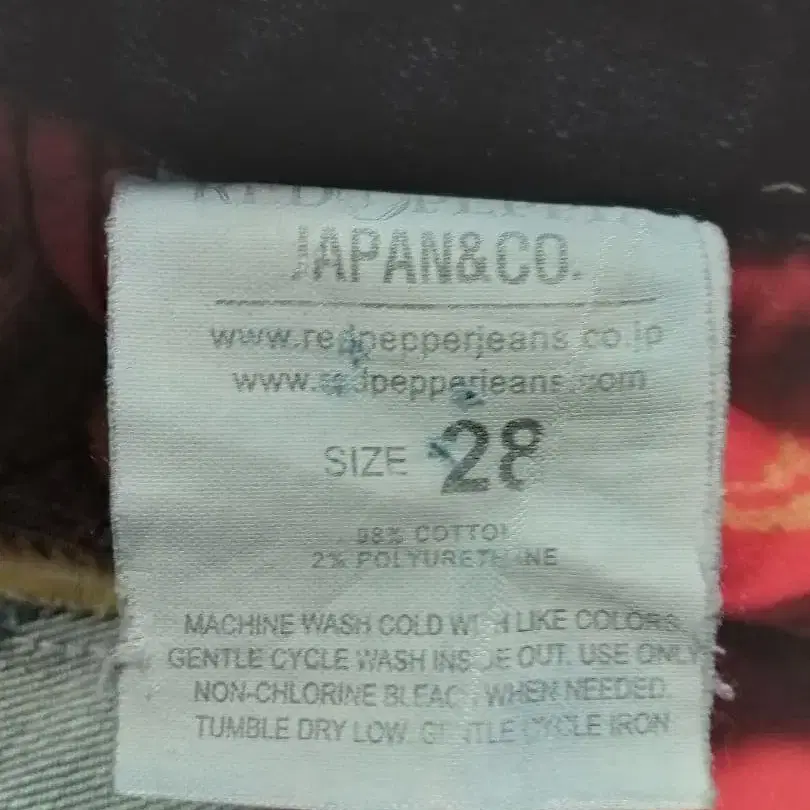 RED PEPPER
JAPAN&CO.
www.redpepperjeans.co.jp
www.redpepperjeans.com
SIZE 28
98% COTTON
2% POLYURETHANE
MACHINE WASH COLD WITH LIKE COLORS.
GENTLE CYCLE WASH INSIDE OUT. USE ONLY
NON-CHLORINE BLEACH WHEN NEEDED.
TUMBLE DRY LOW. GENTLE CYCLE IRON